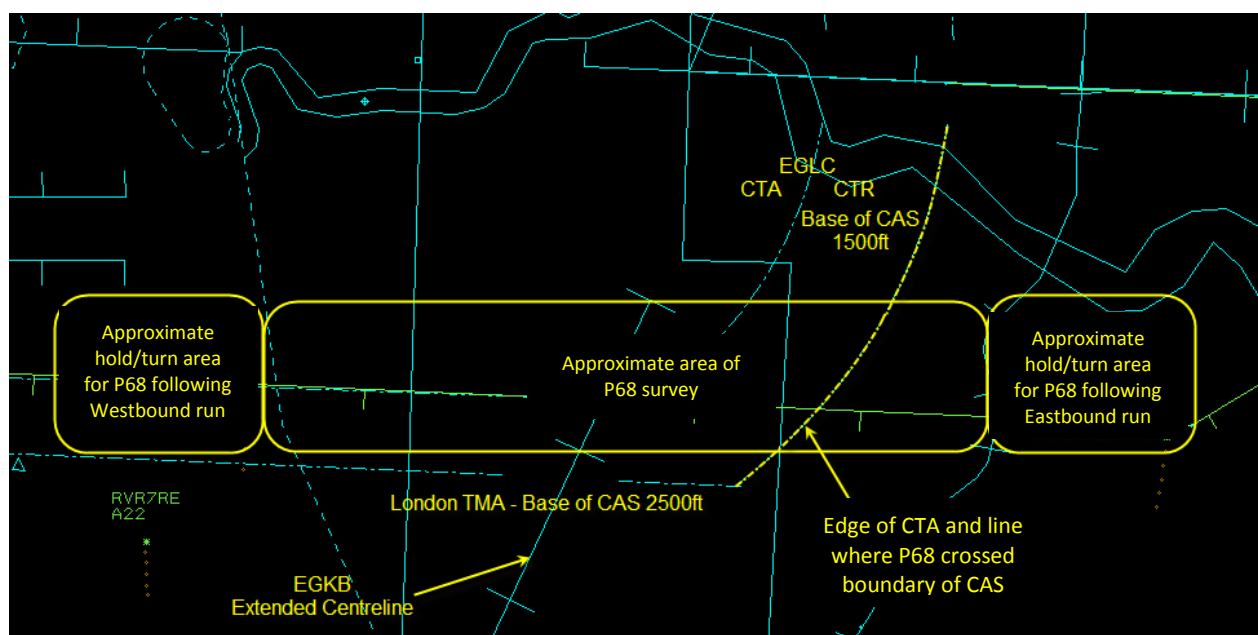 EGLC
CTA CTR
Base of CAS
1500ft
Approximate
hold/turn area
for P68 following
Westbound run
Approximate area of
P68 survey
Approximate
hold/turn area
for P68 following
Eastbound run
RVR7RE
A22
London TMA - Base of CAS 2500ft
Edge of CTA and line
where P68 crossed
boundary of CAS
EGKB
Extended Centreline